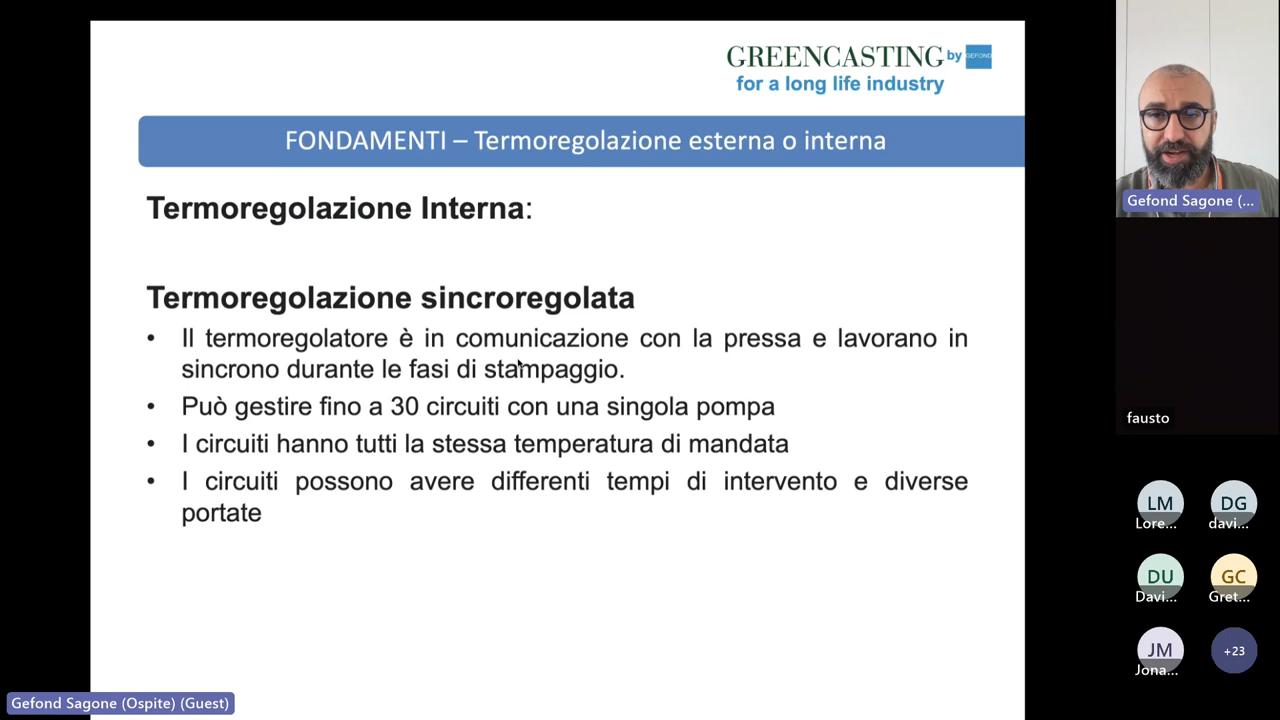 GREENCASTING by GEFOND
for a long life industry
FONDAMENTI – Termoregolazione esterna o interna
Termoregolazione Interna:
Termoregolazione sincroregolata
• Il termoregolatore è in comunicazione con la pressa e lavorano in
sincrono durante le fasi di stampaggio.
• Può gestire fino a 30 circuiti con una singola pompa
• I circuiti hanno tutti la stessa temperatura di mandata
• I circuiti possono avere differenti tempi di intervento e diverse
portate
Gefond Sagone (Ospite) (Guest)
Gefond Sagone (...
fausto
LM
Lore...
DG
davi...
DU
Davi...
GC
Gret...
JM
Jona...
+23